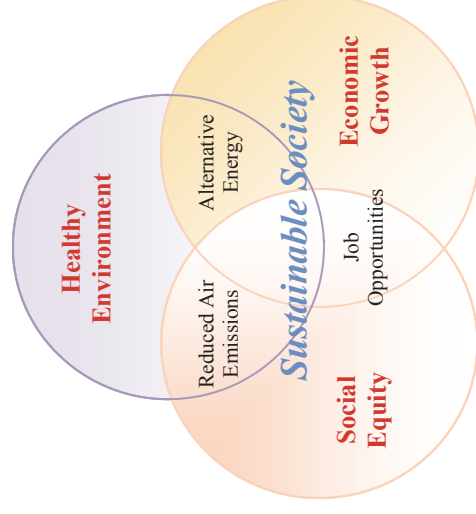 Healthy
Environment
Reduced Air
Emissions
Alternative
Energy
Sustainable Society
Social
Equity
Job
Opportunities
Economic
Growth